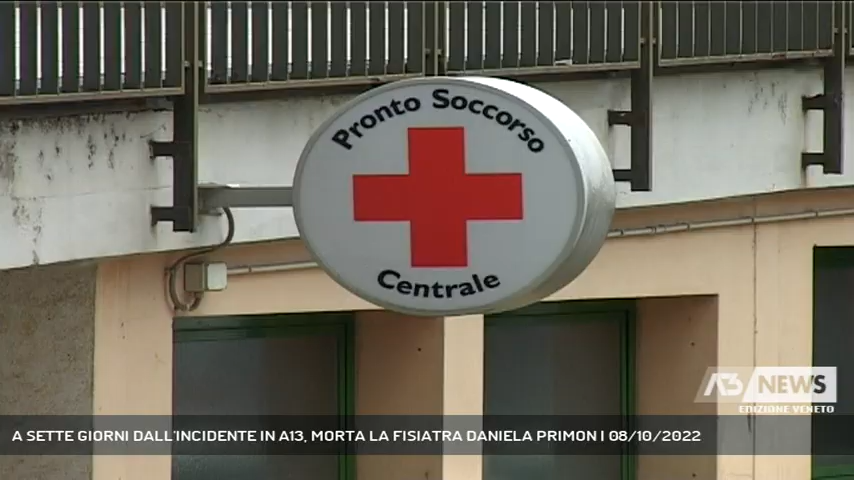 Pronto Soccorso
Centrale
A3 NEWS
EDIZIONE VENETO
A SETTE GIORNI DALL'INCIDENTE IN A13, MORTA LA FISIATRA DANIELA PRIMON | 08/10/2022